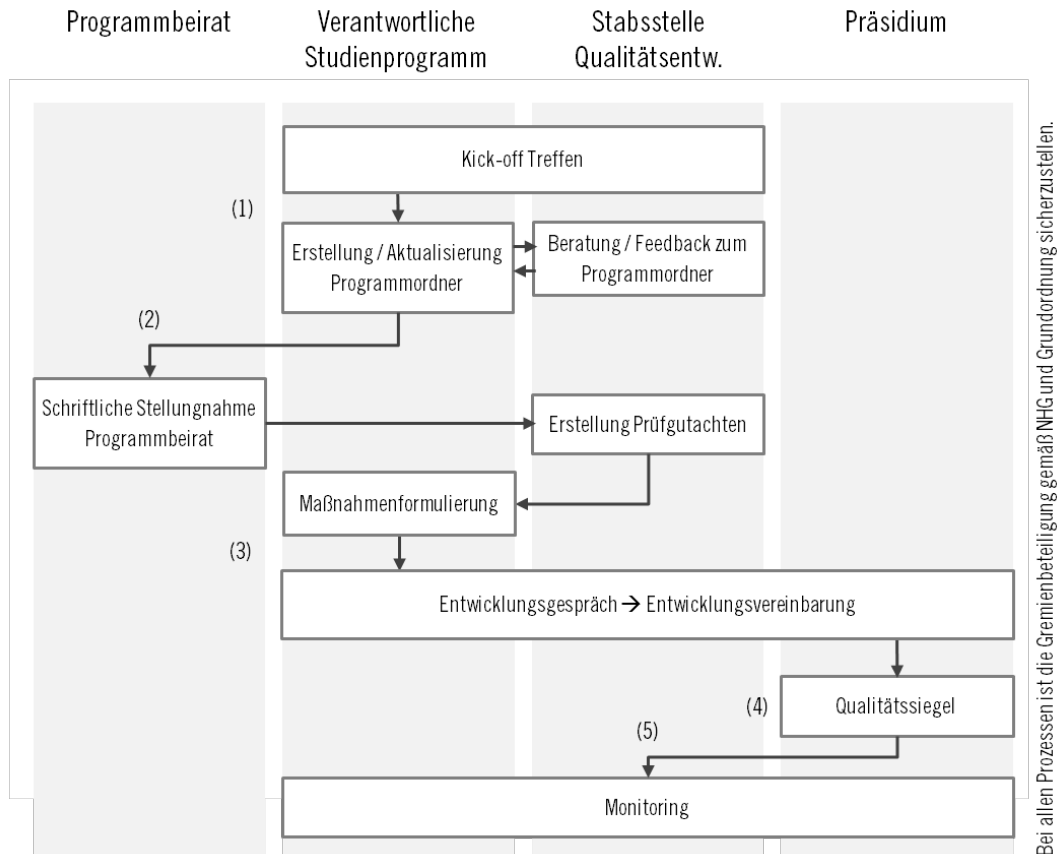 Programmbeirat
Verantwortliche
Studienprogramm
Stabsstelle
Qualitätsentw.
Präsidium
Kick-off Treffen
(1)
Erstellung / Aktualisierung
Programmordner
Beratung / Feedback zum
Programmordner
(2)
Schriftliche Stellungnahme
Programmbeirat
Erstellung Prüfgutachten
Maßnahmenformulierung
(3)
Entwicklungsgespräch → Entwicklungsvereinbarung
(4)
Qualitätssiegel
(5)
Monitoring
Bei allen Prozessen ist die Gremienbeteiligung gemäß NHG und Grundordnung sicherzustellen.